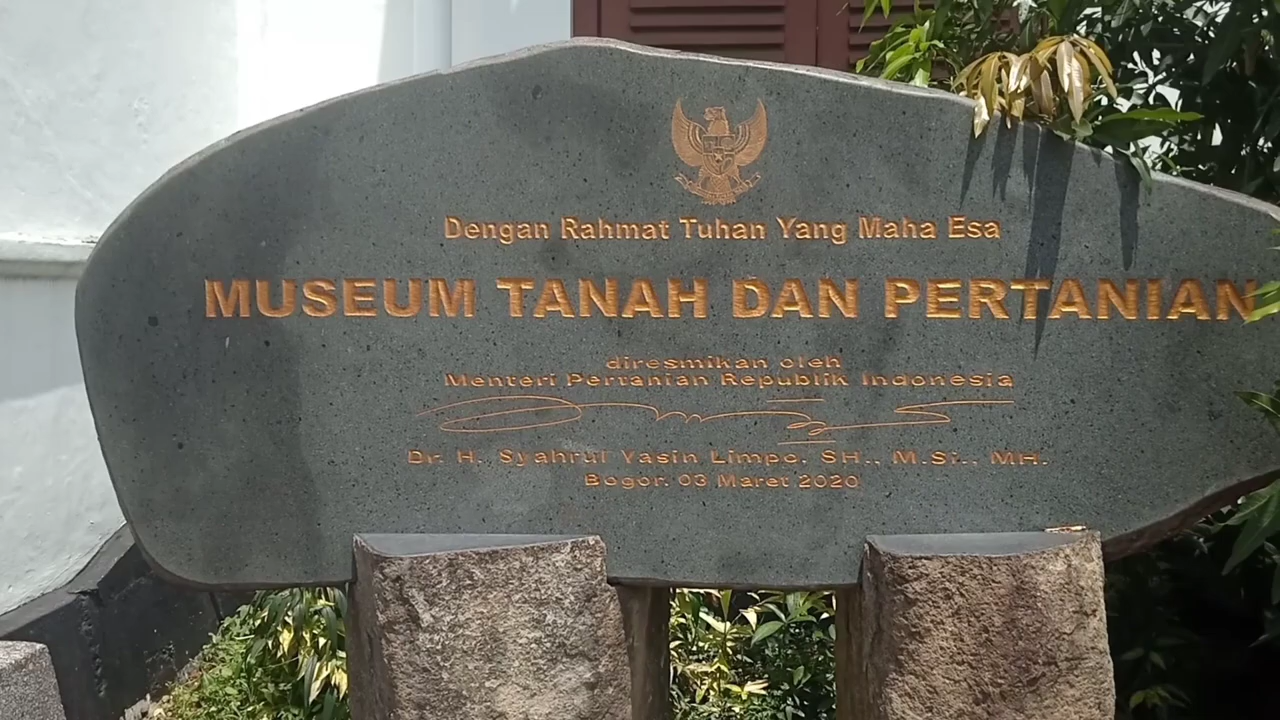 Dengan Rahmat Tuhan Yang Maha Esa
MUSEUM TANAH DAN PERTANIAN
diresmikan oleh
Menteri Pertanian Republik Indonesia
Dr. H. Syahrul Yasin Limpo, SH., M.Si., MH.
Bogor, 03 Maret 2020